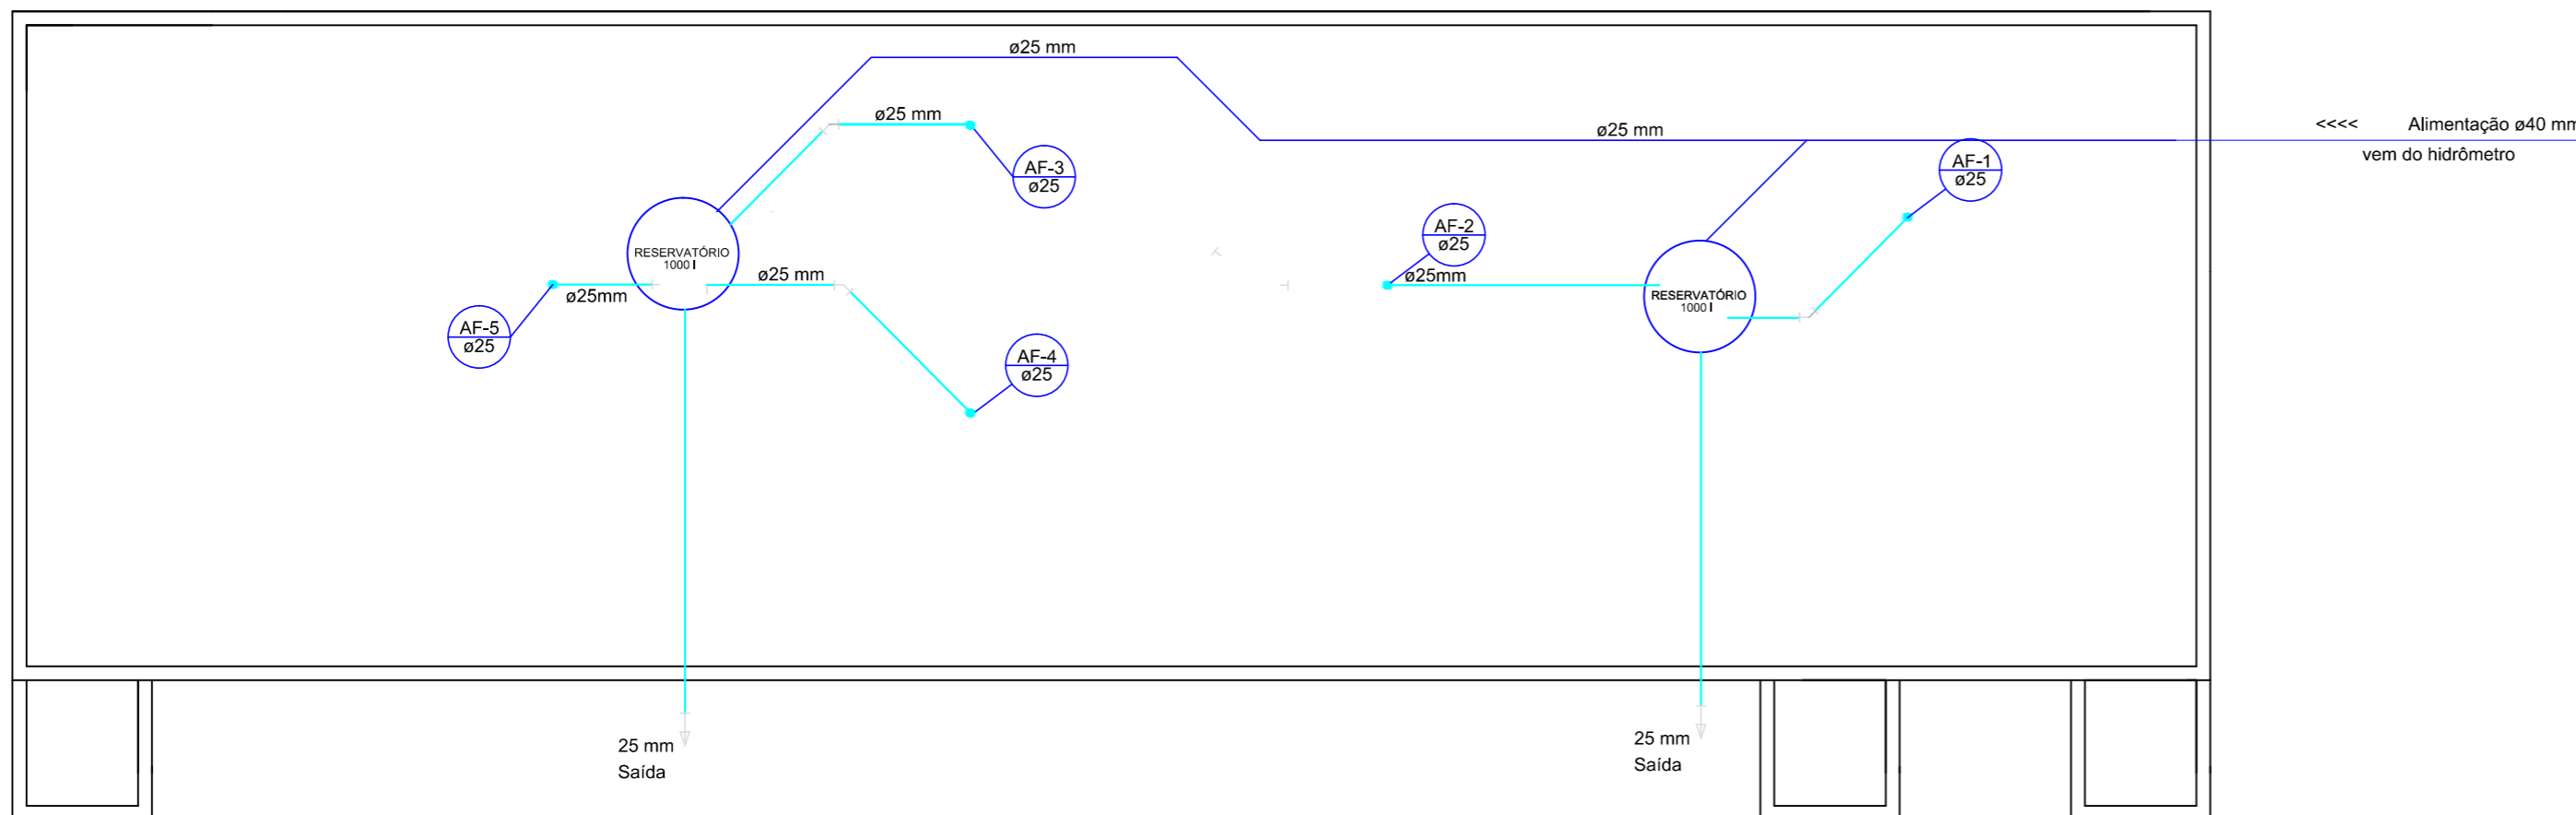 ø25 mm
ø25 mm
ø25 mm
<<<< Alimentação ø40 mm
vem do hidrômetro
AF-3
ø25
AF-1
ø25
AF-2
ø25
RESERVATÓRIO
1000 l
ø25 mm
ø25mm
ø25mm
RESERVATÓRIO
1000 l
AF-5
ø25
AF-4
ø25
25 mm
Saída
25 mm
Saída